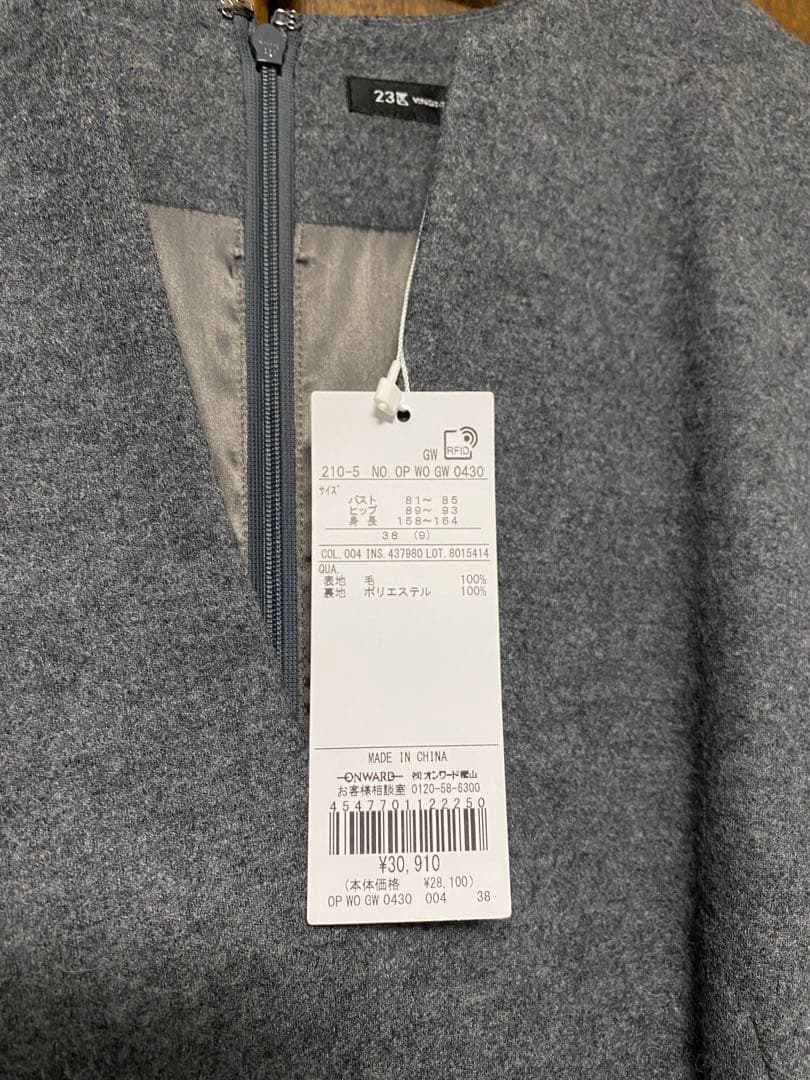 23区
GW RFID
210-5 NO. OP WO GW 0430
サイズ
バスト 81～ 85
ヒップ 89～ 93
身長 158～164
38 (9)
COL. 004 INS. 437980 LOT. 8015414
QUA.
表地 毛 100%
裏地 ポリエステル 100%
MADE IN CHINA
ONWARD ㈱オンワード樫山
お客様相談室 0120-58-6300
4547701122250
¥30,910
(本体価格 ¥28,100)
OP WO GW 0430 004 38